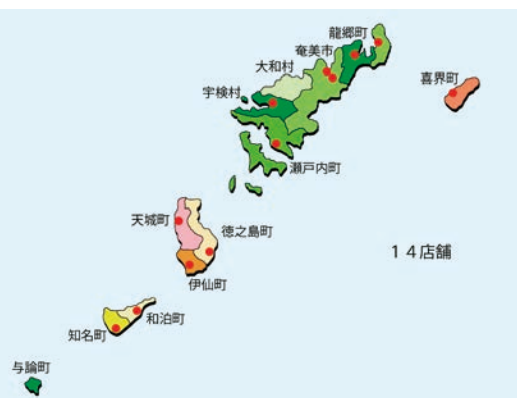 龍郷町
奄美市
大和村
宇検村
喜界町
瀬戸内町
天城町
徳之島町
伊仙町
14店舗
和泊町
知名町
与論町